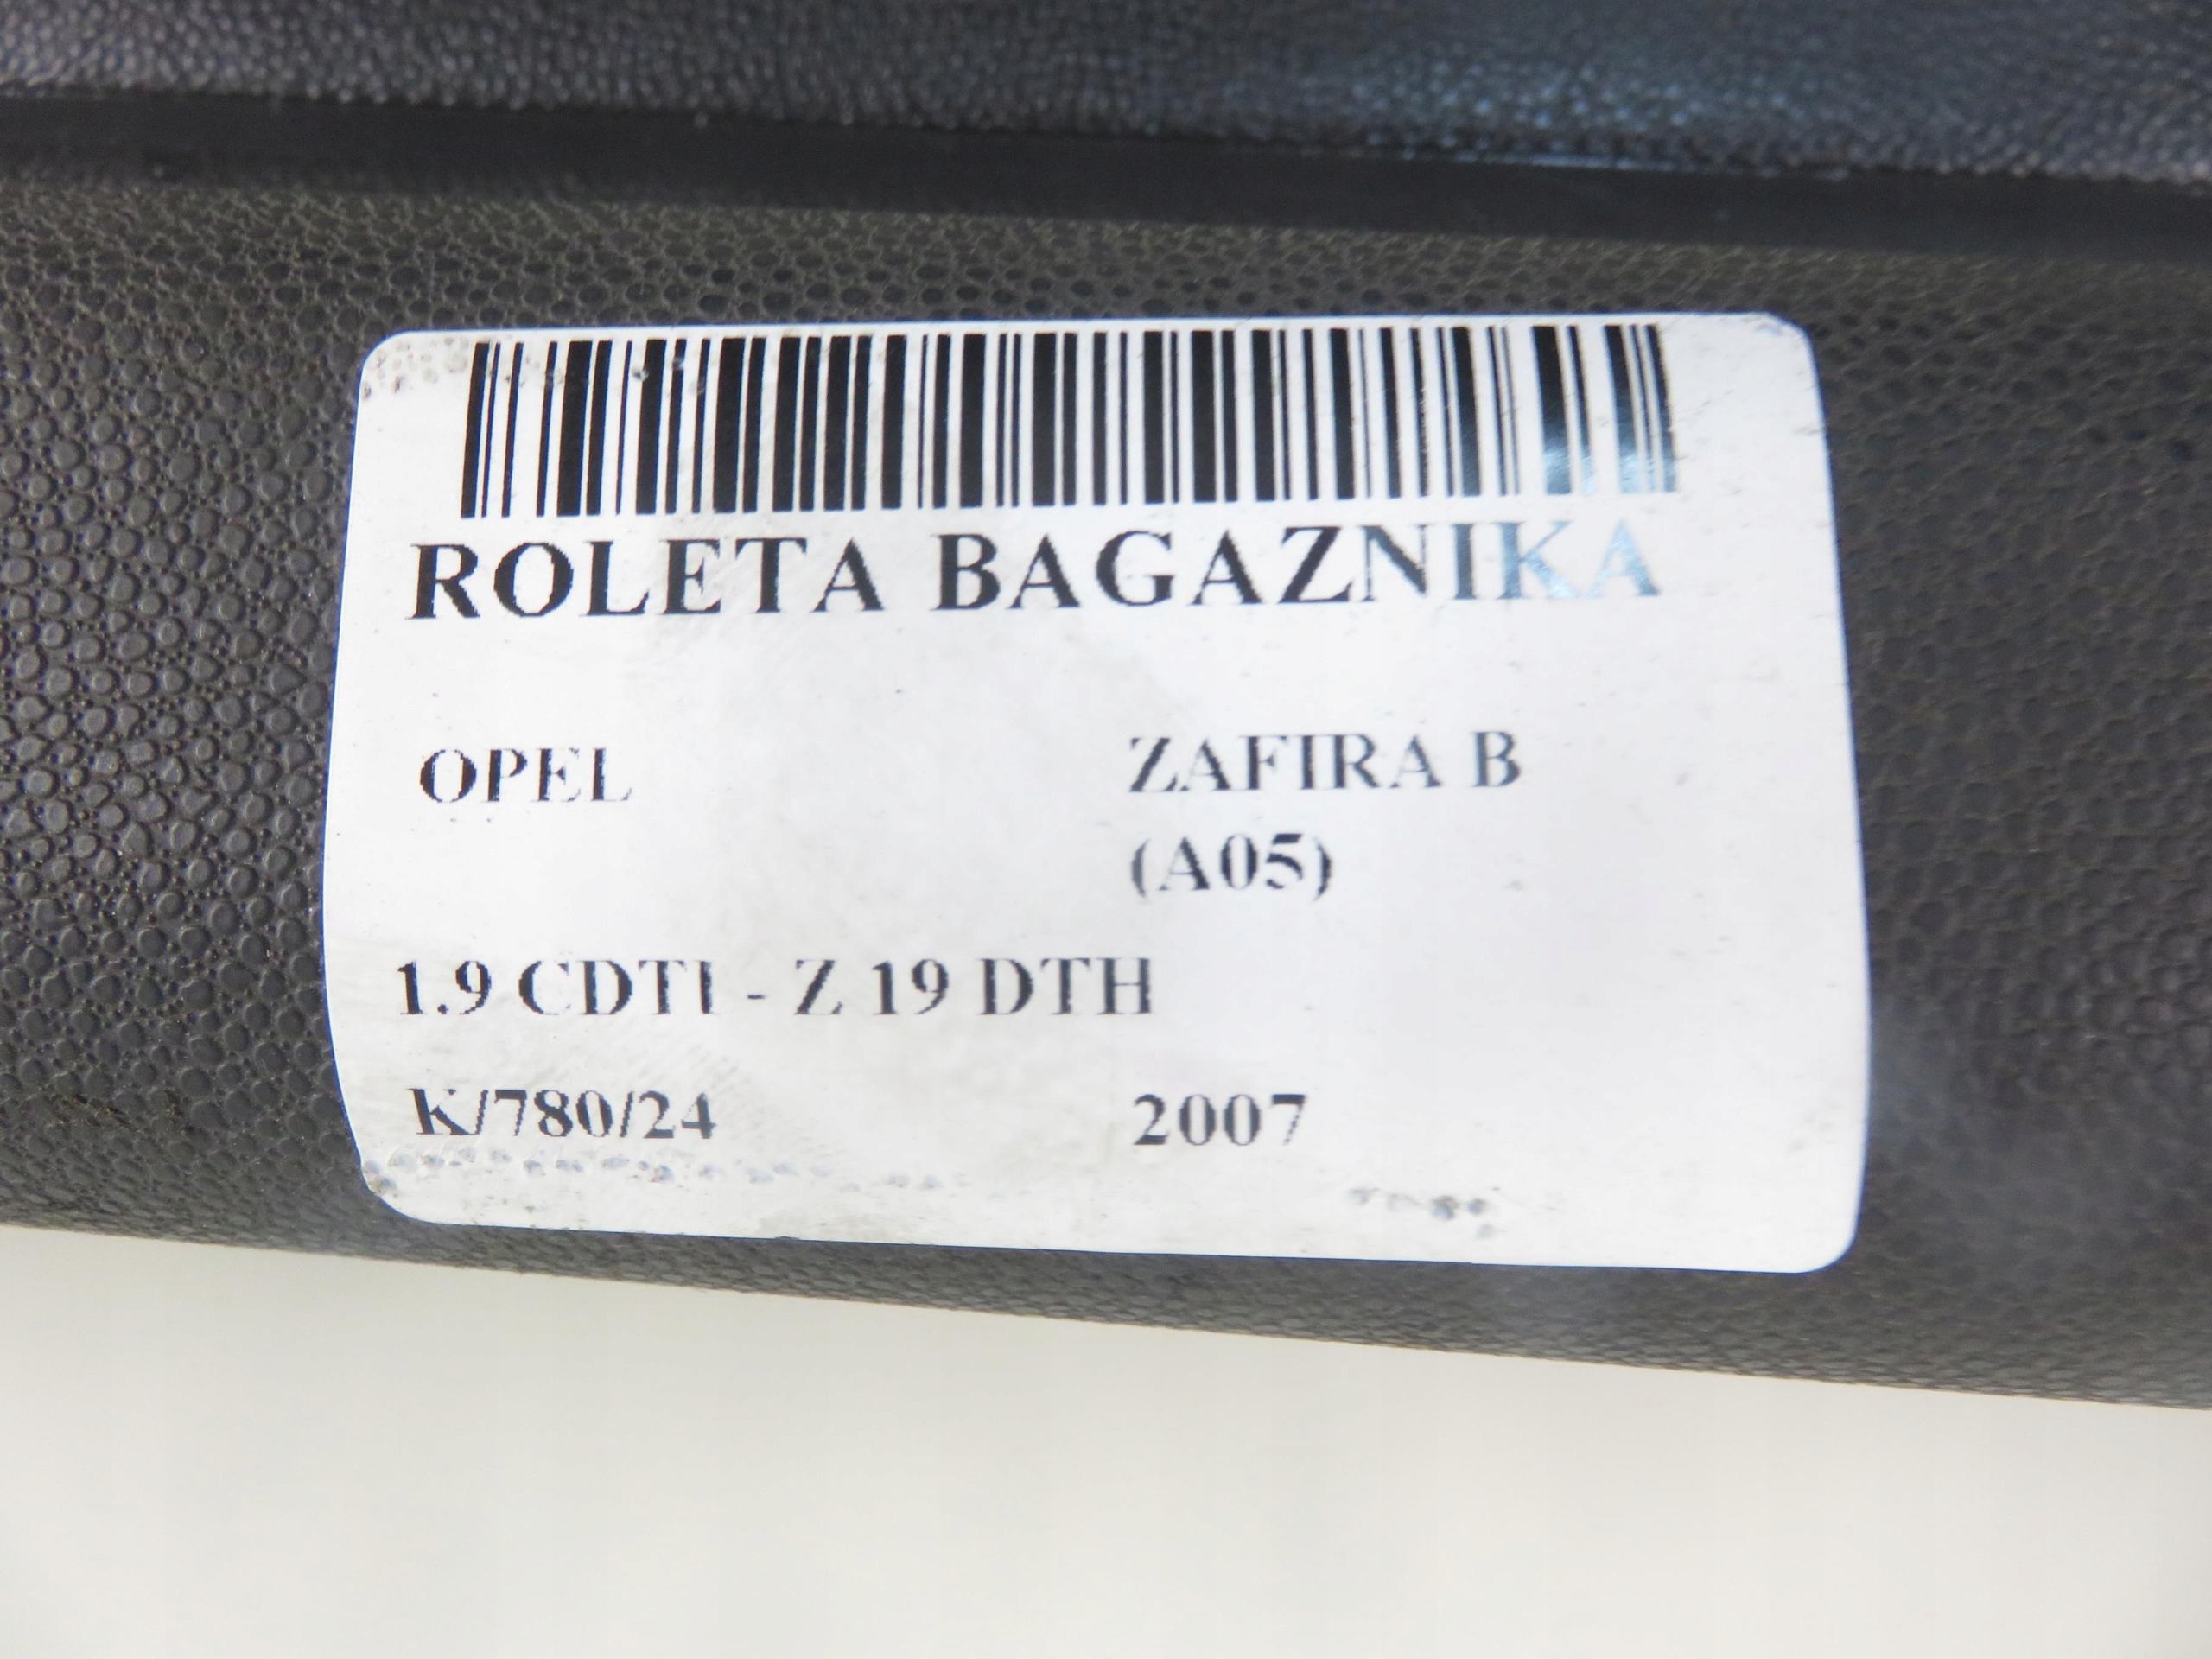 ROLETA BAGAZNIKA
OPEL ZAFIRA B
(A05)
1.9 CDTI - Z 19 DTH
K/780/24 2007